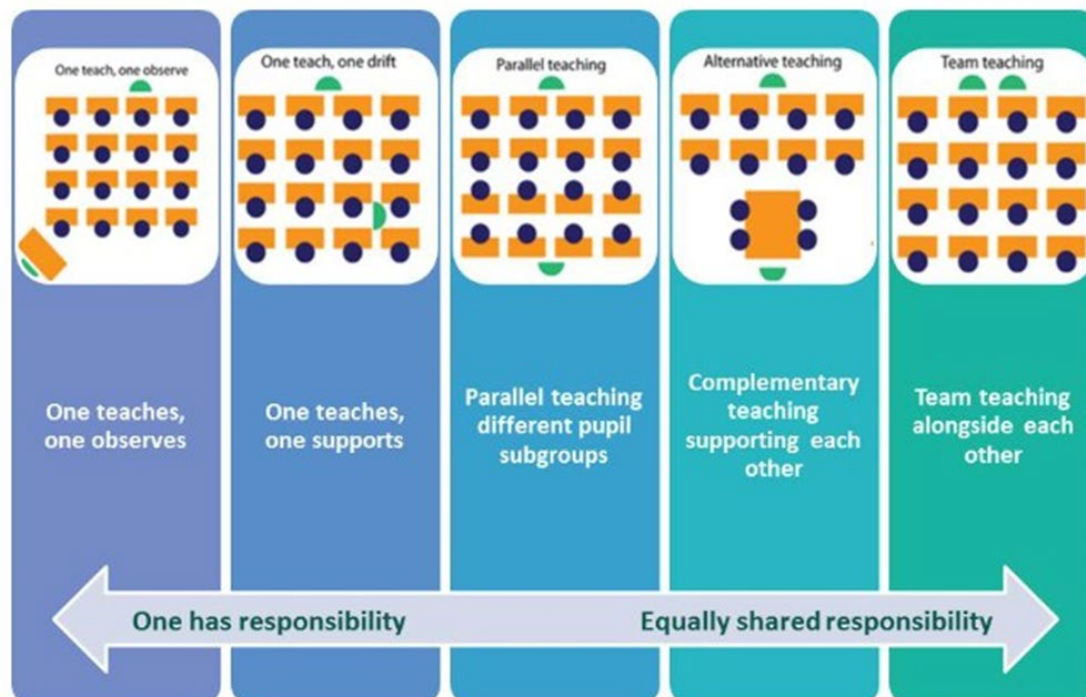 One teach, one observe
One teach, one drift
Parallel teaching
Alternative teaching
Team teaching
One teaches,
one observes
One teaches,
one supports
Parallel teaching
different pupil
subgroups
Complementary
teaching
supporting each
other
Team teaching
alongside each
other
One has responsibility
Equally shared responsibility